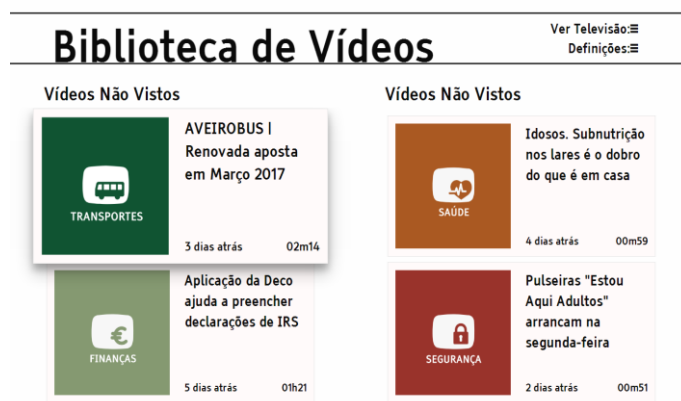 Biblioteca de Vídeos
Ver Televisão:≡
Definições:≡
Vídeos Não Vistos
TRANSPORTES
AVEIROBUS |
Renovada aposta
em Março 2017
3 dias atrás 02m14
FINANÇAS
Aplicação da Deco
ajuda a preencher
declarações de IRS
5 dias atrás 01h21
Vídeos Não Vistos
SAÚDE
Idosos. Subnutrição
nos lares é o dobro
do que é em casa
4 dias atrás 00m59
SEGURANÇA
Pulseiras "Estou
Aqui Adultos"
arrancam na
segunda-feira
2 dias atrás 00m51